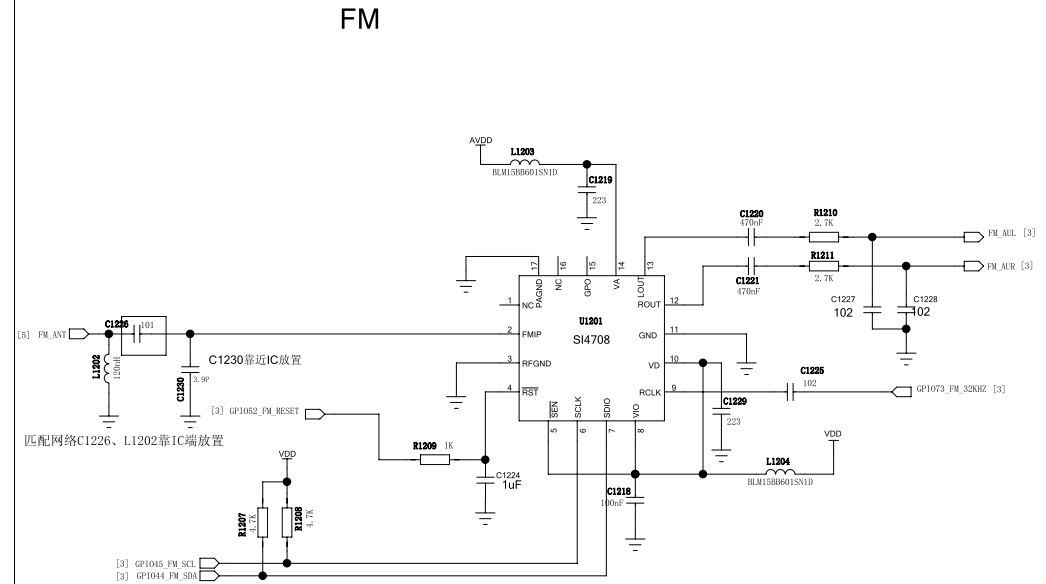 FM
AVDD
L1203
BLM15BB601SN1D
C1219
223
C1220
470nF
R1210
2.7K
FM_AUL [3]
R1211
2.7K
C1221
470nF
FM_AUR [3]
17
16
15
14
13
PAGND
NC
GPO
VA
LOUT
ROUT 12
C1227
102
C1228
102
1 NC
U1201
SI4708
[5] FM_ANT
C1226
101
2 FMIP
GND 11
L1202
120nH
C1230
3.9P
C1230靠近IC放置
3 RFGND
VD 10
4 RST
RCLK 9
C1225
102
GPIO73_FM_32KHZ [3]
C1229
223
SEN
SCLK
SDIO
VIO
5
6
7
8
[3] GPIO52_FM_RESET
匹配网络C1226、L1202靠IC端放置
R1209 1K
VDD
VDD
L1204
BLM15BB601SN1D
C1224
1uF
C1218
100nF
R1207
4.7K
R1208
4.7K
[3] GPIO45_FM_SCL
[3] GPIO44_FM_SDA